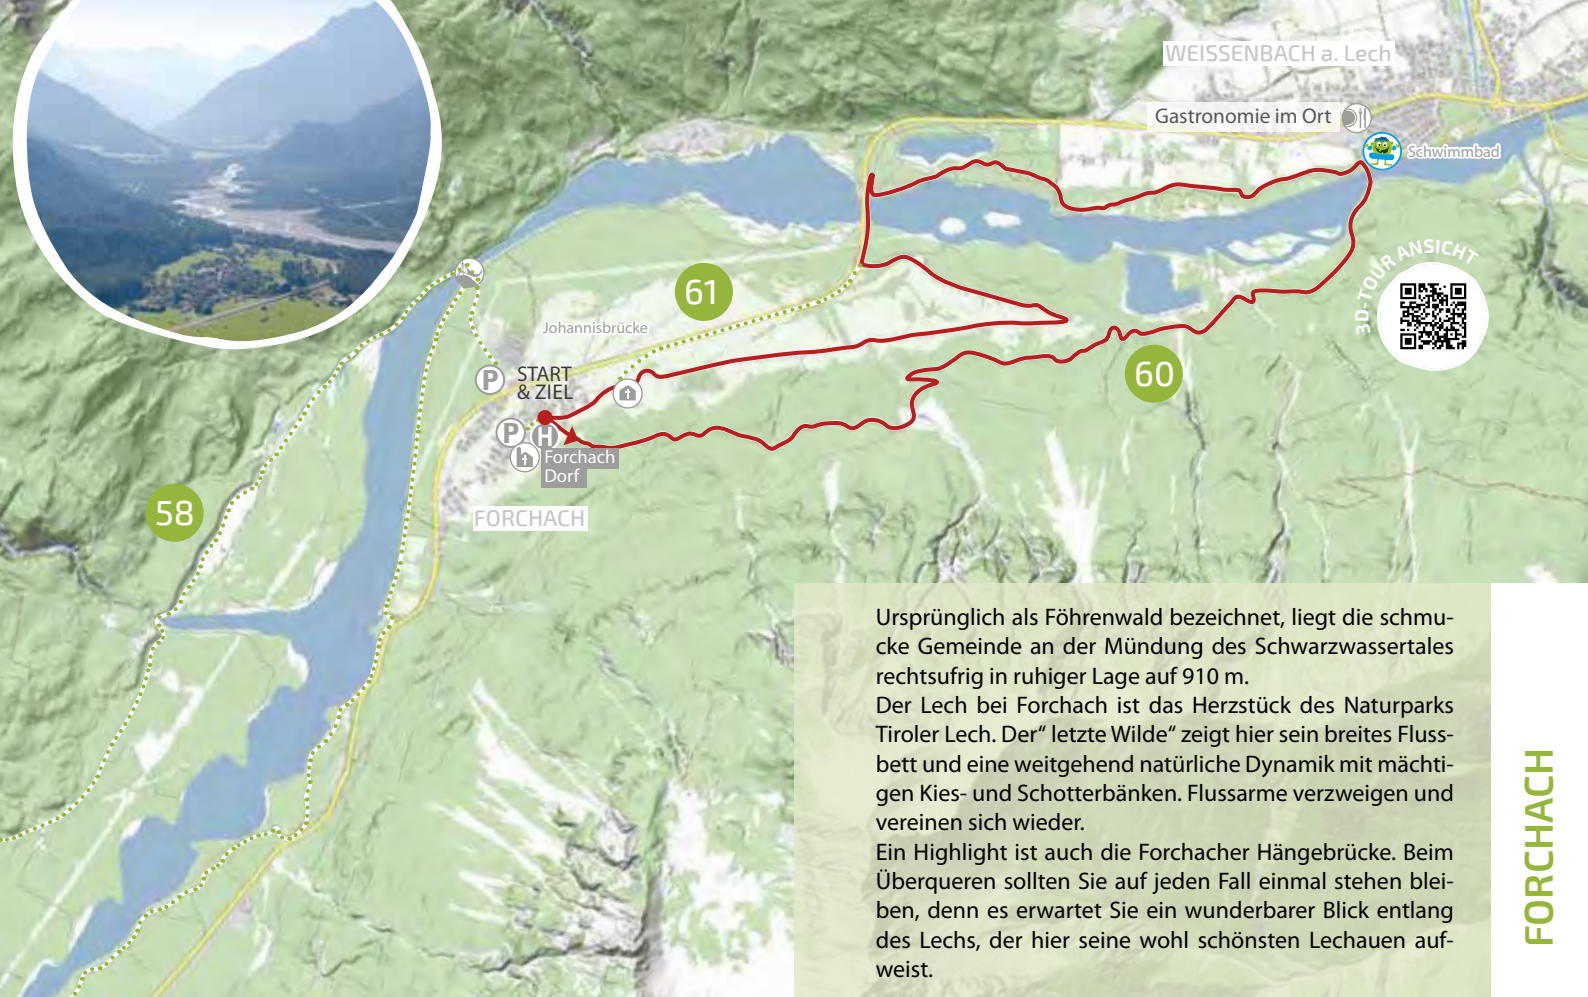 WEISSENBACH a. Lech
Gastronomie im Ort
Schwimmbad
3D-TOUR ANSICHT
61
Johannisbrücke
START
& ZIEL
P
60
P
H
Forchach
Dorf
58
FORCHACH
Ursprünglich als Föhrenwald bezeichnet, liegt die schmu-
cke Gemeinde an der Mündung des Schwarzwassertales
rechtsufrig in ruhiger Lage auf 910 m.
Der Lech bei Forchach ist das Herzstück des Naturparks
Tiroler Lech. Der“ letzte Wilde“ zeigt hier sein breites Fluss-
bett und eine weitgehend natürliche Dynamik mit mächti-
gen Kies- und Schotterbänken. Flussarme verzweigen und
vereinen sich wieder.
Ein Highlight ist auch die Forchacher Hängebrücke. Beim
Überqueren sollten Sie auf jeden Fall einmal stehen blei-
ben, denn es erwartet Sie ein wunderbarer Blick entlang
des Lechs, der hier seine wohl schönsten Lechauen auf-
weist.
FORCHACH